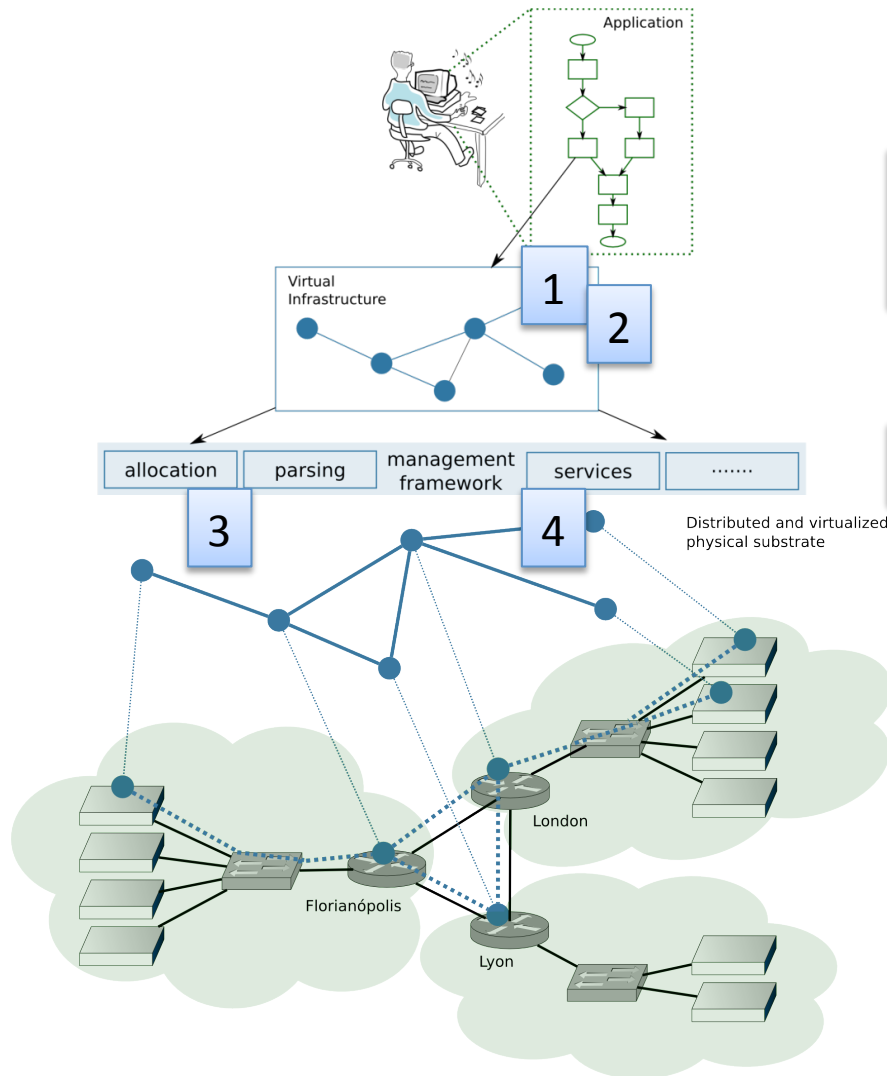 Application
Virtual
Infrastructure
1
2
allocation
parsing
management
framework
services
.......
3
4
Distributed and virtualized
physical substrate
London
Florianópolis
Lyon